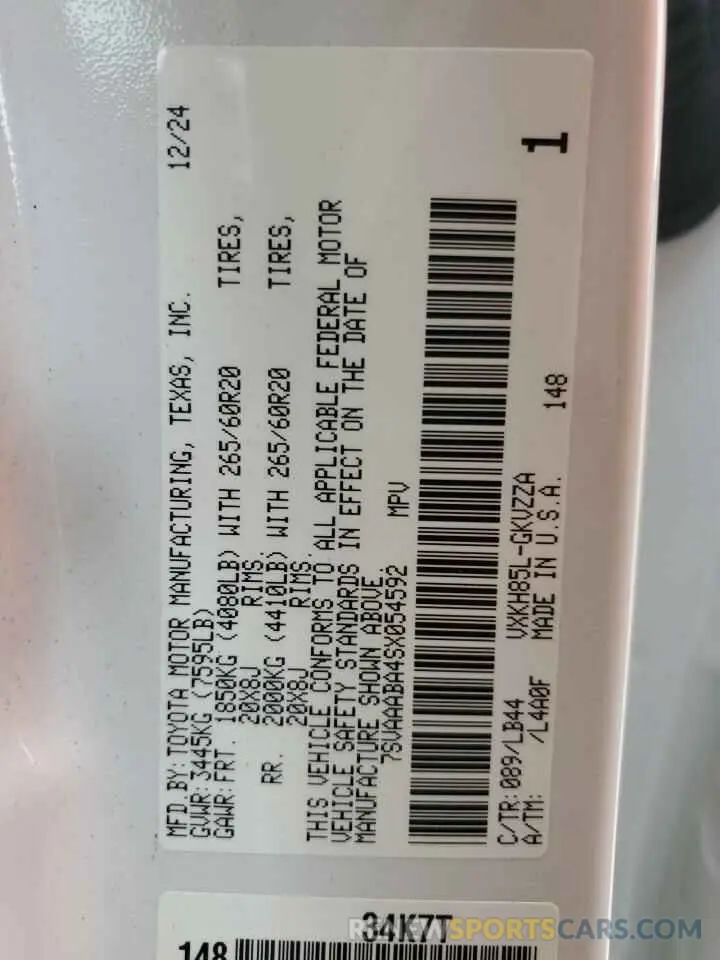 MFD.BY:TOYOTA MOTOR MANUFACTURING, TEXAS, INC. 12/24
GVWR:3445KG (7595LB)
GAWR:FRT. 1850KG (4080LB) WITH 265/60R20 TIRES,
20X8J RIMS.
RR. 2000KG (4410LB) WITH 265/60R20 TIRES,
20X8J RIMS.
THIS VEHICLE CONFORMS TO ALL APPLICABLE FEDERAL MOTOR
VEHICLE SAFETY STANDARDS IN EFFECT ON THE DATE OF
MANUFACTURE SHOWN ABOVE.
7SVAAABA4SX054592 MPV
C/TR:089/LB44 VXKH85L-GKVZZA 148 1
A/TM: /L4A0F MADE IN U.S.A.
34K7T
148
RENEWSPORTSCARS.COM